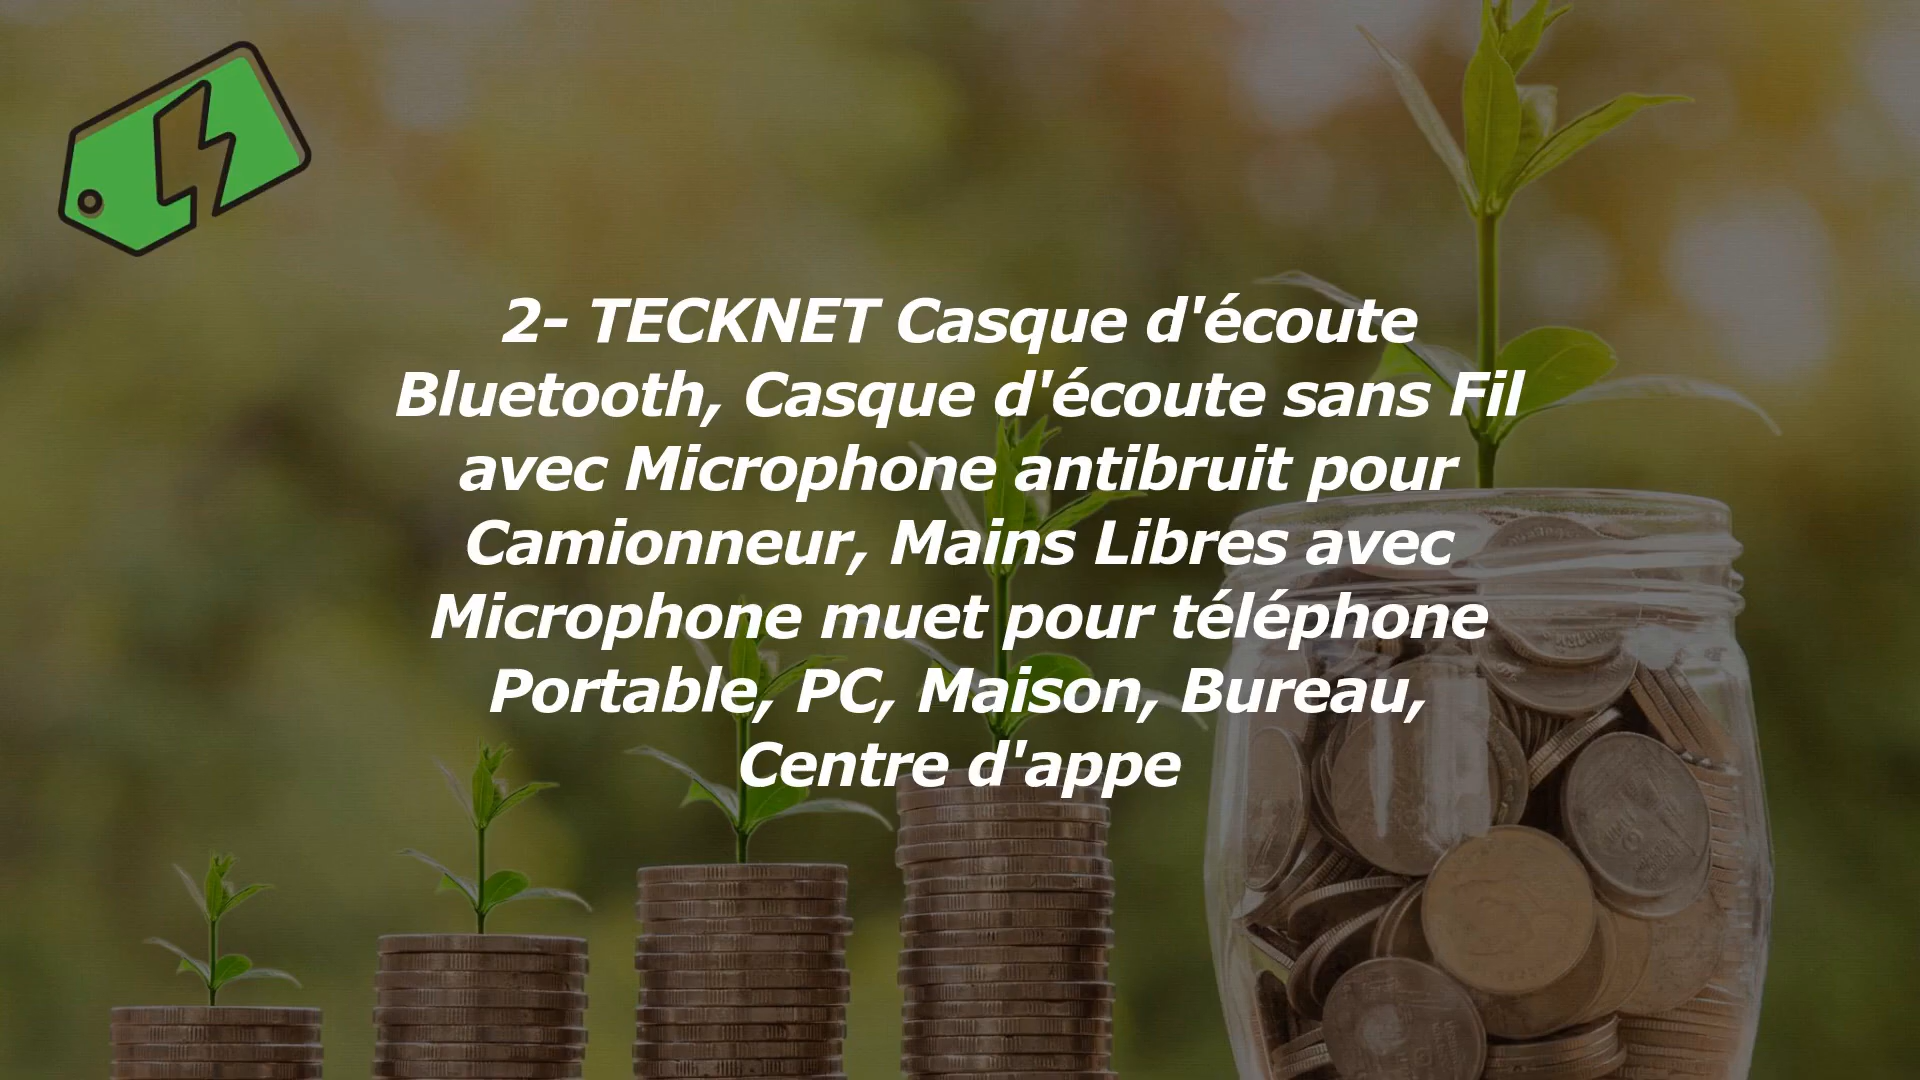 2- TECKNET Casque d'écoute
Bluetooth, Casque d'écoute sans Fil
avec Microphone antibruit pour
Camionneur, Mains Libres avec
Microphone muet pour téléphone
Portable, PC, Maison, Bureau,
Centre d'appe